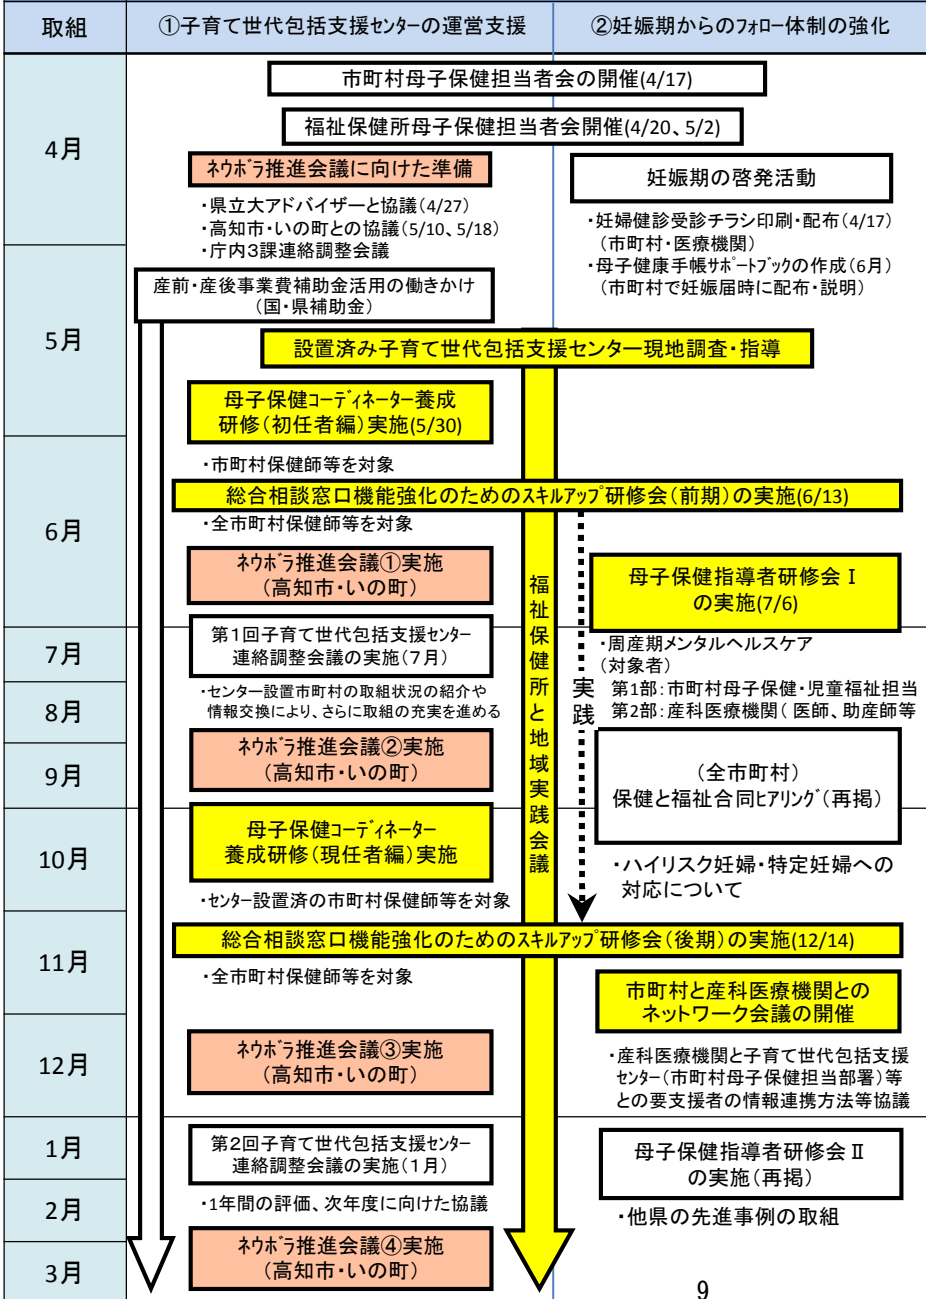 取組
①子育て世代包括支援センターの運営支援
②妊娠期からのフォロー体制の強化
4月
市町村母子保健担当者会の開催(4/17)
福祉保健所母子保健担当者会開催(4/20、5/2)
ネウボラ推進会議に向けた準備
・県立大アドバイザーと協議(4/27)
・高知市・いの町との協議(5/10、5/18)
・庁内3課連絡調整会議
妊娠期の啓発活動
・妊婦健診受診チラシ印刷・配布(4/17)
(市町村・医療機関)
・母子健康手帳サポートブックの作成(6月)
(市町村で妊娠届時に配布・説明)
5月
産前・産後事業費補助金活用の働きかけ
(国・県補助金)
設置済み子育て世代包括支援センター現地調査・指導
母子保健コーディネーター養成
研修(初任者編)実施(5/30)
・市町村保健師等を対象
6月
総合相談窓口機能強化のためのスキルアップ研修会(前期)の実施(6/13)
・全市町村保健師等を対象
ネウボラ推進会議①実施
(高知市・いの町)
福祉保健所と地域実践会議
実践
母子保健指導者研修会Ⅰ
の実施(7/6)
7月
第1回子育て世代包括支援センター
連絡調整会議の実施(7月)
・周産期メンタルヘルスケア
(対象者)
第1部:市町村母子保健・児童福祉担当
第2部:産科医療機関( 医師、助産師等
8月
・センター設置市町村の取組状況の紹介や
情報交換により、さらに取組の充実を進める
9月
ネウボラ推進会議②実施
(高知市・いの町)
(全市町村)
保健と福祉合同ヒアリング(再掲)
10月
母子保健コーディネーター
養成研修(現任者編)実施
・センター設置済の市町村保健師等を対象
・ハイリスク妊婦・特定妊婦への
対応について
11月
総合相談窓口機能強化のためのスキルアップ研修会(後期)の実施(12/14)
・全市町村保健師等を対象
市町村と産科医療機関との
ネットワーク会議の開催
12月
ネウボラ推進会議③実施
(高知市・いの町)
・産科医療機関と子育て世代包括支援
センター(市町村母子保健担当部署)等
との要支援者の情報連携方法等協議
1月
第2回子育て世代包括支援センター
連絡調整会議の実施(1月)
母子保健指導者研修会Ⅱ
の実施(再掲)
2月
・1年間の評価、次年度に向けた協議
・他県の先進事例の取組
3月
ネウボラ推進会議④実施
(高知市・いの町)
9